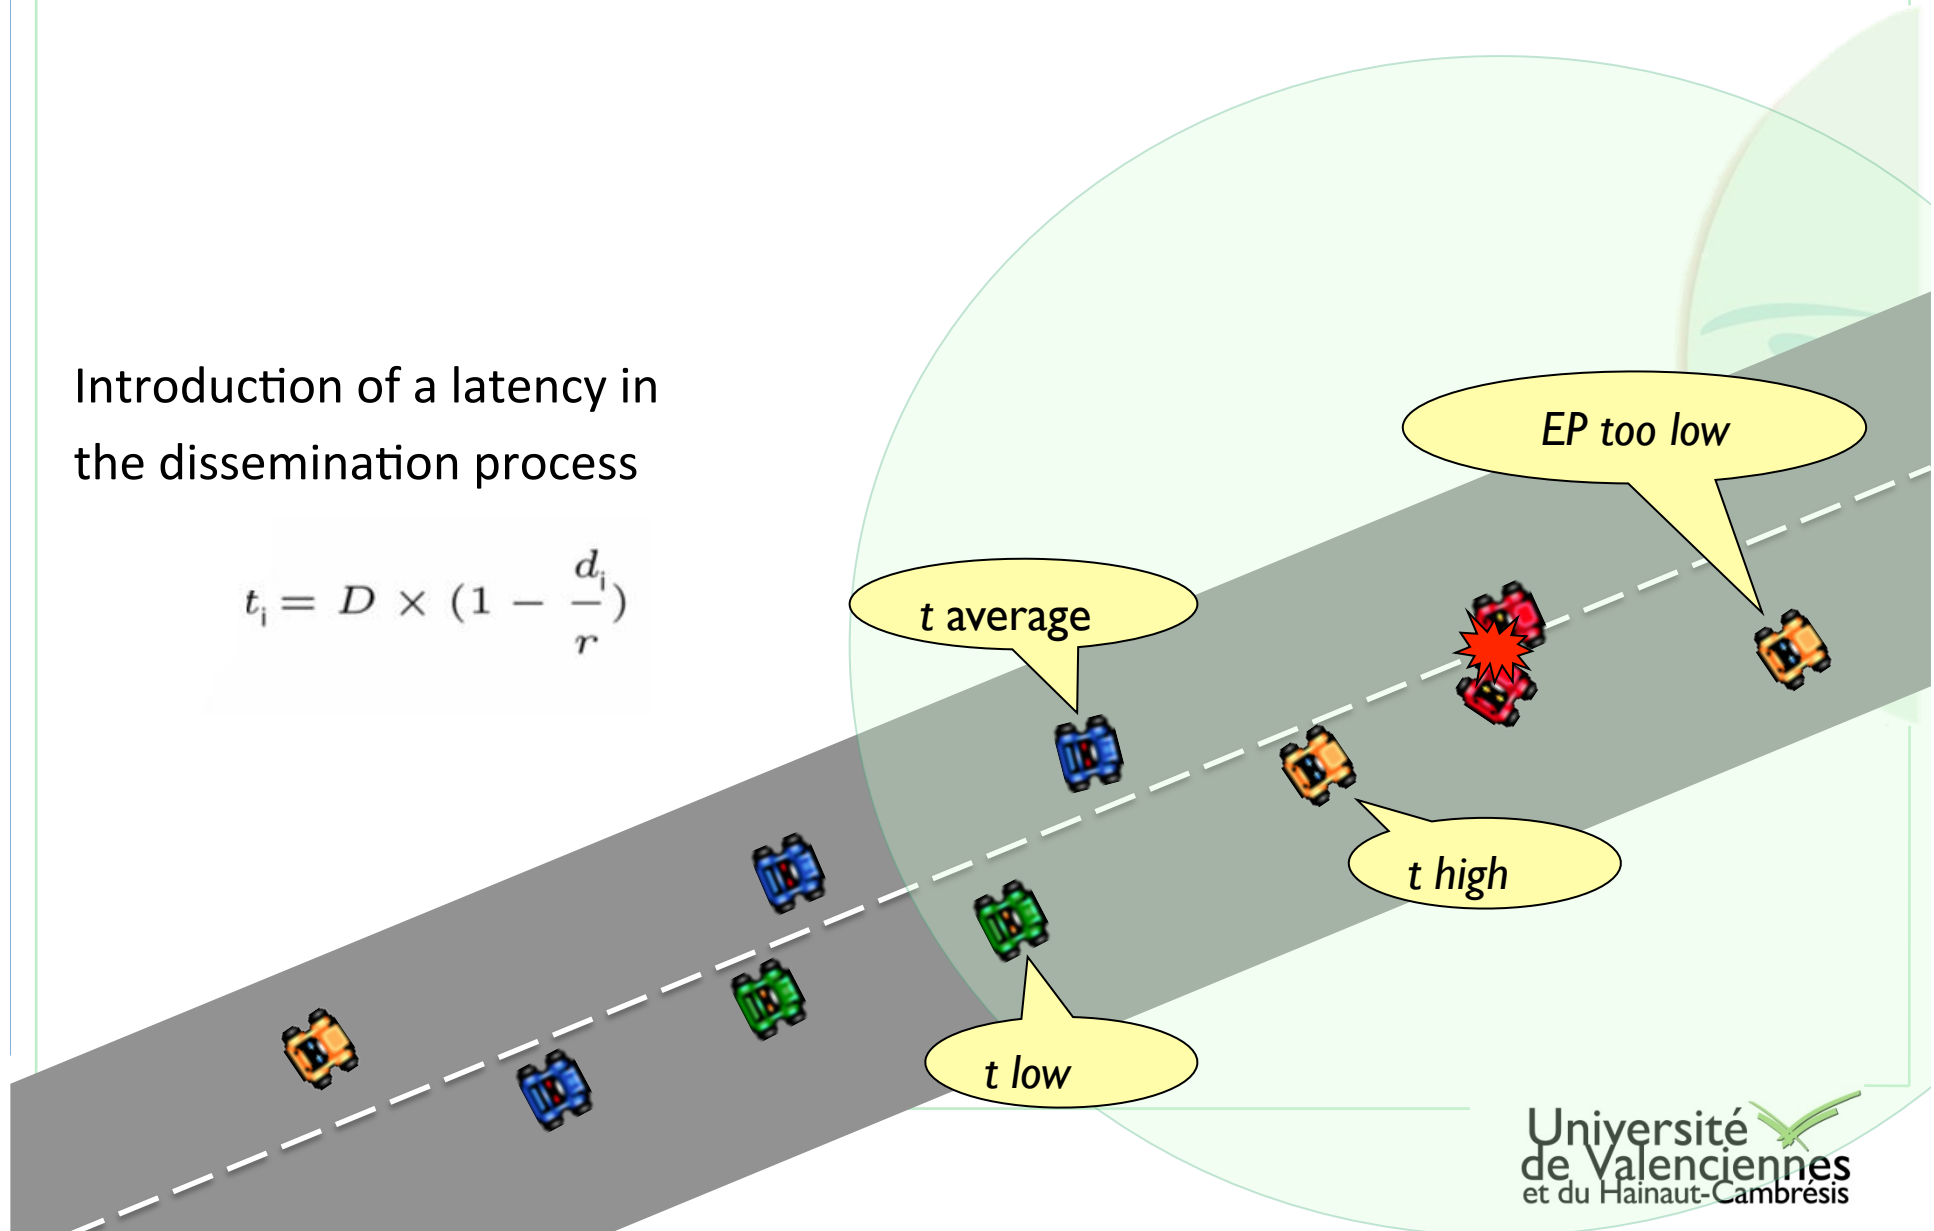 Introduction of a latency in
the dissemination process
t_i = D × (1 − d_i/r)
EP too low
t average
t high
t low
Université
de Valenciennes
et du Hainaut-Cambrésis